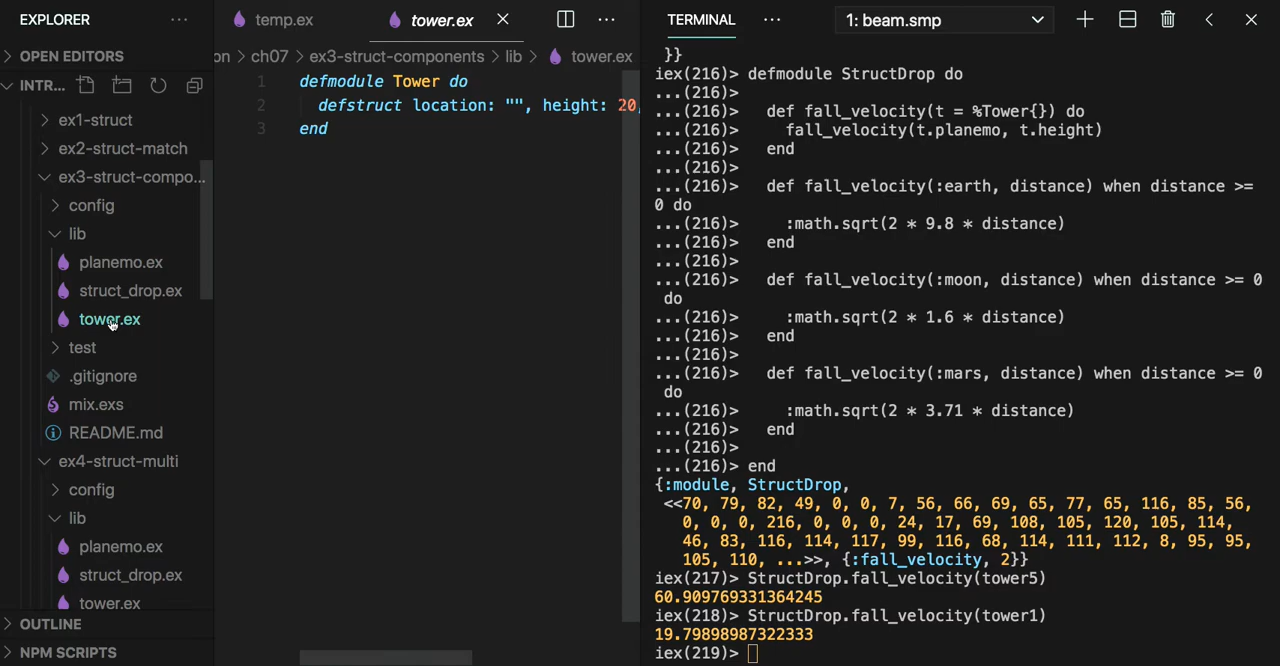 EXPLORER
...
OPEN EDITORS
INTR...
ex1-struct
ex2-struct-match
ex3-struct-compo...
config
lib
planemo.ex
struct_drop.ex
tower.ex
test
.gitignore
mix.exs
README.md
ex4-struct-multi
config
lib
planemo.ex
struct_drop.ex
tower.ex
OUTLINE
NPM SCRIPTS
temp.ex
tower.ex
...
on > ch07 > ex3-struct-components > lib > tower.ex
1 defmodule Tower do
2 defstruct location: "", height: 20,
3 end
TERMINAL
...
1: beam.smp
}}
iex(216)> defmodule StructDrop do
...(216)>
...(216)> def fall_velocity(t = %Tower{}) do
...(216)> fall_velocity(t.planemo, t.height)
...(216)> end
...(216)>
...(216)> def fall_velocity(:earth, distance) when distance >=
0 do
...(216)> :math.sqrt(2 * 9.8 * distance)
...(216)> end
...(216)>
...(216)> def fall_velocity(:moon, distance) when distance >= 0
do
...(216)> :math.sqrt(2 * 1.6 * distance)
...(216)> end
...(216)>
...(216)> def fall_velocity(:mars, distance) when distance >= 0
do
...(216)> :math.sqrt(2 * 3.71 * distance)
...(216)> end
...(216)>
...(216)> end
{:module, StructDrop,
<<70, 79, 82, 49, 0, 0, 7, 56, 66, 69, 65, 77, 65, 116, 85, 56,
0, 0, 0, 216, 0, 0, 0, 24, 17, 69, 108, 105, 120, 105, 114,
46, 83, 116, 114, 117, 99, 116, 68, 114, 111, 112, 8, 95, 95,
105, 110, ...>>, {:fall_velocity, 2}}
iex(217)> StructDrop.fall_velocity(tower5)
60.909769331364245
iex(218)> StructDrop.fall_velocity(tower1)
19.79898987322333
iex(219)>